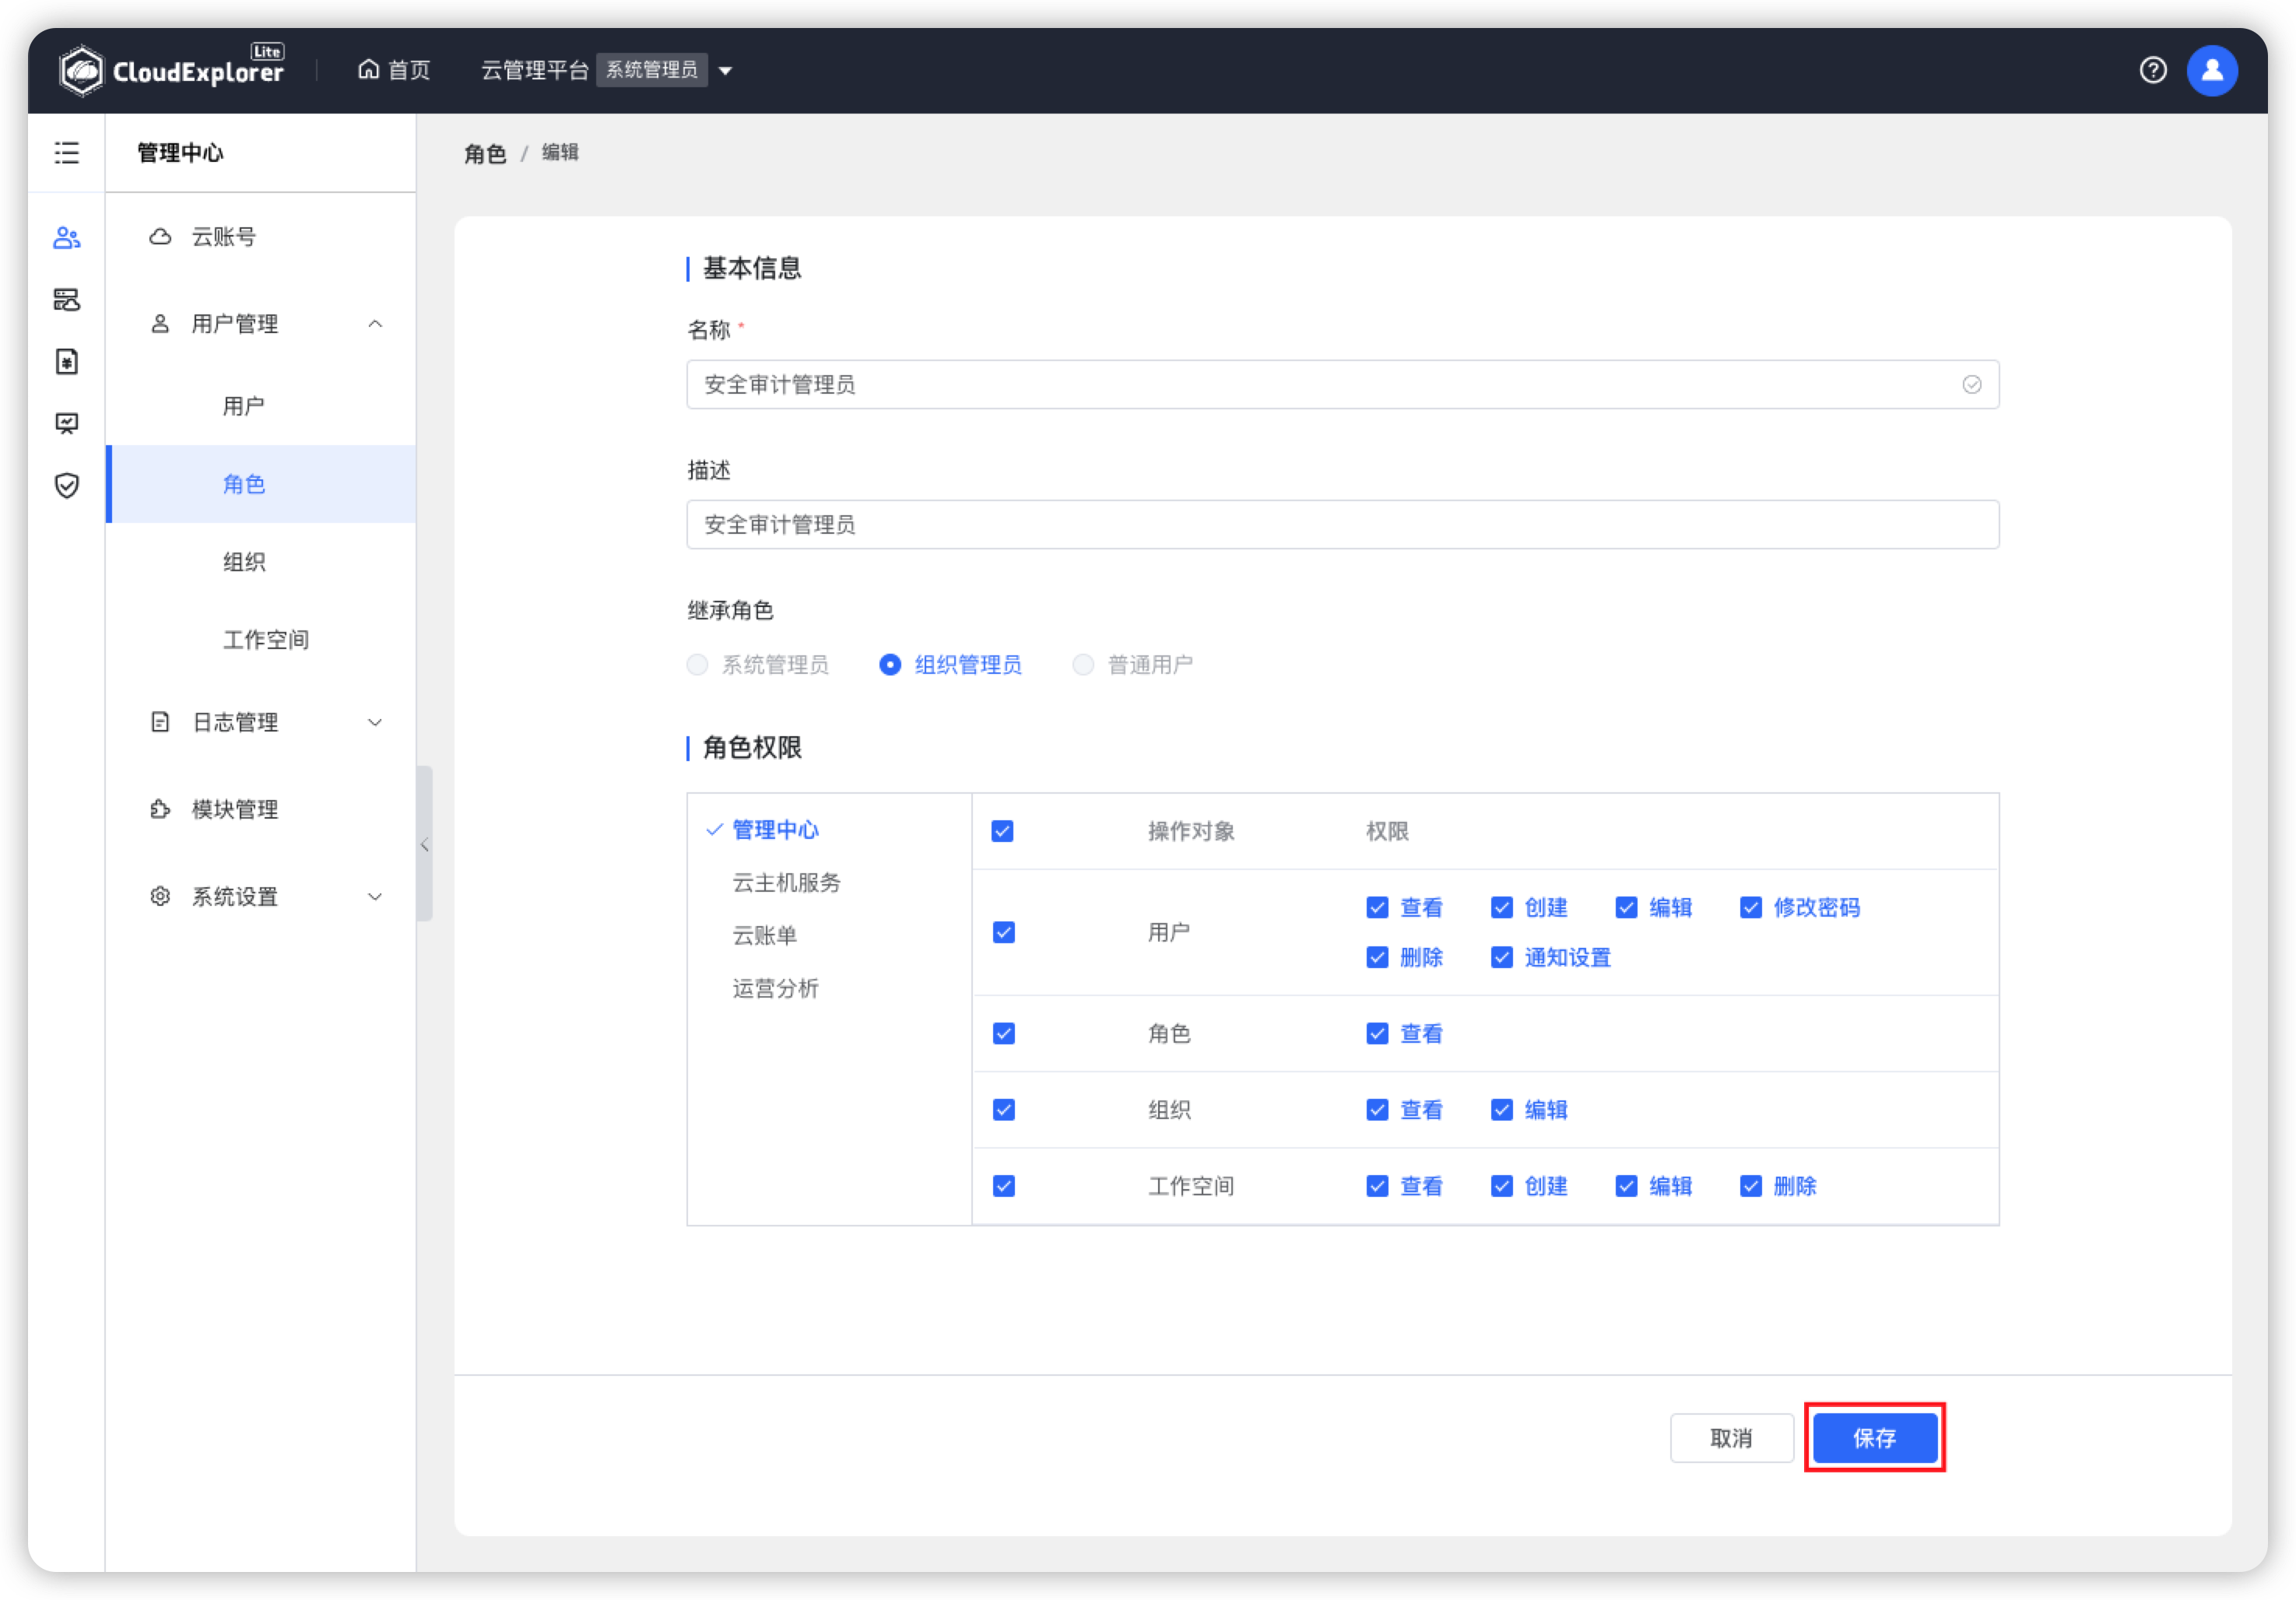 CloudExplorer Lite
首页
云管理平台 系统管理员
管理中心
云账号
用户管理
用户
角色
组织
工作空间
日志管理
模块管理
系统设置
角色 / 编辑
基本信息
名称 *
安全审计管理员
描述
安全审计管理员
继承角色
系统管理员 组织管理员 普通用户
角色权限
管理中心
云主机服务
云账单
运营分析
操作对象 权限
用户 查看 创建 编辑 修改密码
删除 通知设置
角色 查看
组织 查看 编辑
工作空间 查看 创建 编辑 删除
取消 保存